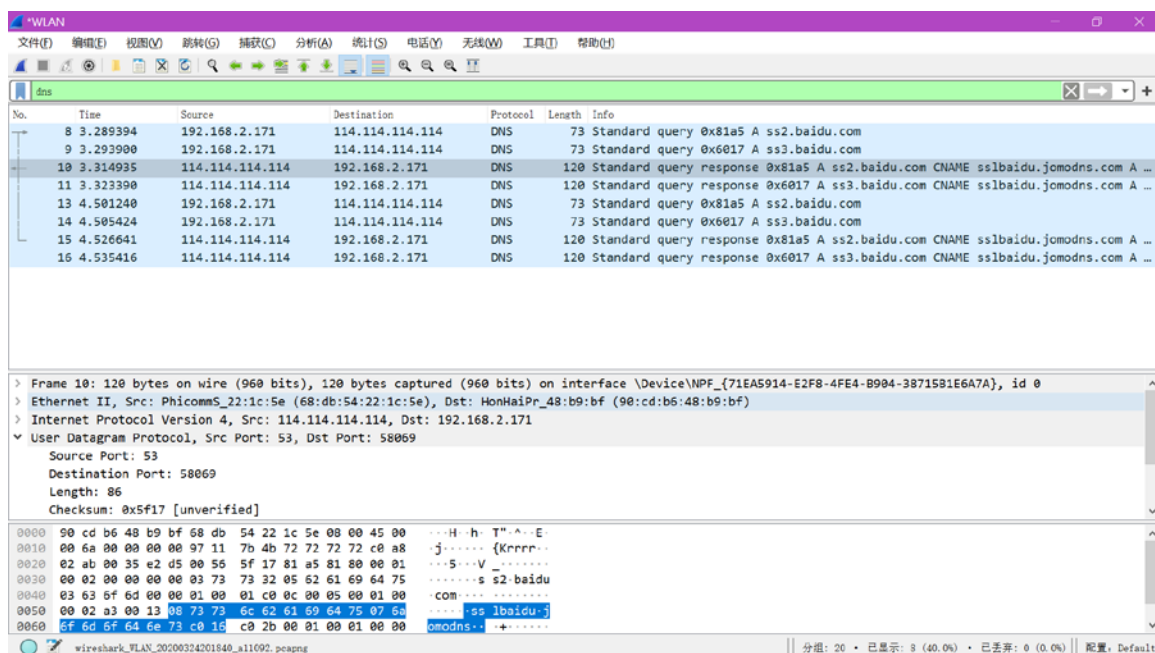 *WLAN
文件(F) 编辑(E) 视图(V) 跳转(G) 捕获(C) 分析(A) 统计(S) 电话(Y) 无线(W) 工具(T) 帮助(H)
dns
No. Time Source Destination Protocol Length Info
8 3.289394 192.168.2.171 114.114.114.114 DNS 73 Standard query 0x81a5 A ss2.baidu.com
9 3.293900 192.168.2.171 114.114.114.114 DNS 73 Standard query 0x6017 A ss3.baidu.com
10 3.314935 114.114.114.114 192.168.2.171 DNS 120 Standard query response 0x81a5 A ss2.baidu.com CNAME sslbaidu.jomodns.com A …
11 3.323390 114.114.114.114 192.168.2.171 DNS 120 Standard query response 0x6017 A ss3.baidu.com CNAME sslbaidu.jomodns.com A …
13 4.501240 192.168.2.171 114.114.114.114 DNS 73 Standard query 0x81a5 A ss2.baidu.com
14 4.505424 192.168.2.171 114.114.114.114 DNS 73 Standard query 0x6017 A ss3.baidu.com
15 4.526641 114.114.114.114 192.168.2.171 DNS 120 Standard query response 0x81a5 A ss2.baidu.com CNAME sslbaidu.jomodns.com A …
16 4.535416 114.114.114.114 192.168.2.171 DNS 120 Standard query response 0x6017 A ss3.baidu.com CNAME sslbaidu.jomodns.com A …
> Frame 10: 120 bytes on wire (960 bits), 120 bytes captured (960 bits) on interface \Device\NPF_{71EA5914-E2F8-4FE4-B904-38715B1E6A7A}, id 0
> Ethernet II, Src: PhicommS_22:1c:5e (68:db:54:22:1c:5e), Dst: HonHaiPr_48:b9:bf (90:cd:b6:48:b9:bf)
> Internet Protocol Version 4, Src: 114.114.114.114, Dst: 192.168.2.171
User Datagram Protocol, Src Port: 53, Dst Port: 58069
Source Port: 53
Destination Port: 58069
Length: 86
Checksum: 0x5f17 [unverified]
0000 90 cd b6 48 b9 bf 68 db 54 22 1c 5e 08 00 45 00 ···H··h· T"·^··E·
0010 00 6a 00 00 00 00 97 11 7b 4b 72 72 72 72 c0 a8 ·j······ {Krrrr··
0020 02 ab 00 35 e2 d5 00 56 5f 17 81 a5 81 80 00 01 ···5···V _·······
0030 00 02 00 00 00 00 03 73 73 32 05 62 61 69 64 75 ·······s s2·baidu
0040 03 63 6f 6d 00 00 01 00 01 c0 0c 00 05 00 01 00 ·com···· ········
0050 00 02 a3 00 13 08 73 73 6c 62 61 69 64 75 07 6a ······ss lbaidu·j
0060 6f 6d 6f 64 6e 73 c0 16 c0 2b 00 01 00 01 00 00 omodns·· ·+······
wireshark_WLAN_20200324201840_a11092.pcapng 分组: 20 · 已显示: 8 (40.0%) · 已丢弃: 0 (0.0%) 配置: Default